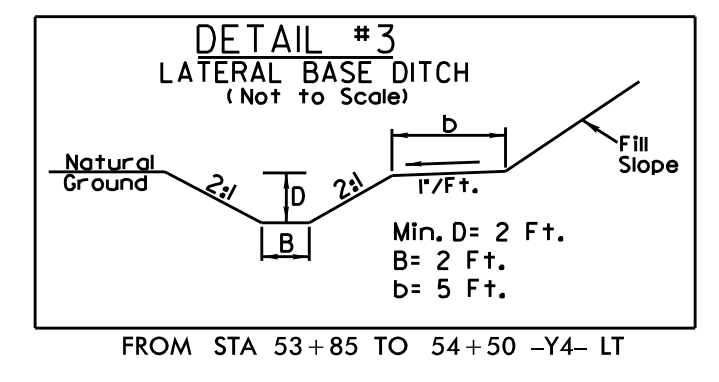 DETAIL #3
LATERAL BASE DITCH
(Not to Scale)
b
Natural
Ground
2:1
D
2:1
1"/Ft.
Fill
Slope
B
Min. D= 2 Ft.
B= 2 Ft.
b= 5 Ft.
FROM STA 53+85 TO 54+50 -Y4- LT